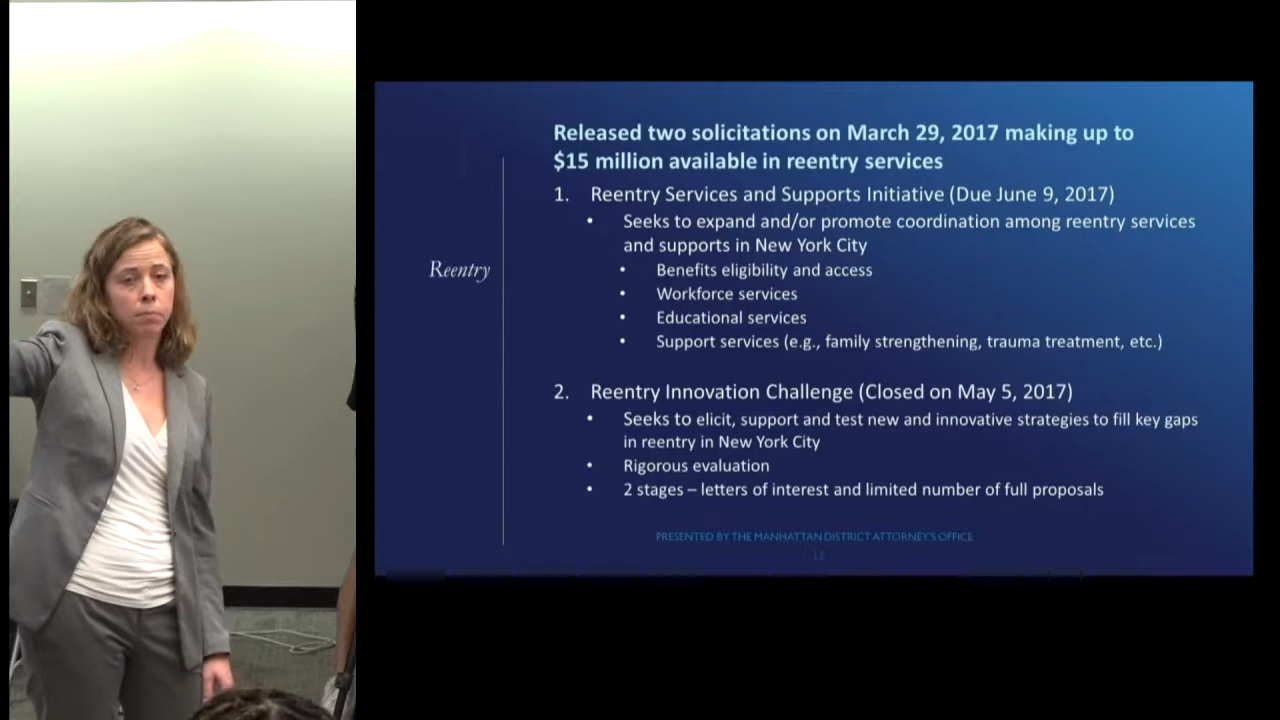 Released two solicitations on March 29, 2017 making up to
$15 million available in reentry services
1. Reentry Services and Supports Initiative (Due June 9, 2017)
• Seeks to expand and/or promote coordination among reentry services
and supports in New York City
• Benefits eligibility and access
Reentry
• Workforce services
• Educational services
• Support services (e.g., family strengthening, trauma treatment, etc.)
2. Reentry Innovation Challenge (Closed on May 5, 2017)
• Seeks to elicit, support and test new and innovative strategies to fill key gaps
in reentry in New York City
• Rigorous evaluation
• 2 stages – letters of interest and limited number of full proposals
PRESENTED BY THE MANHATTAN DISTRICT ATTORNEY'S OFFICE
12